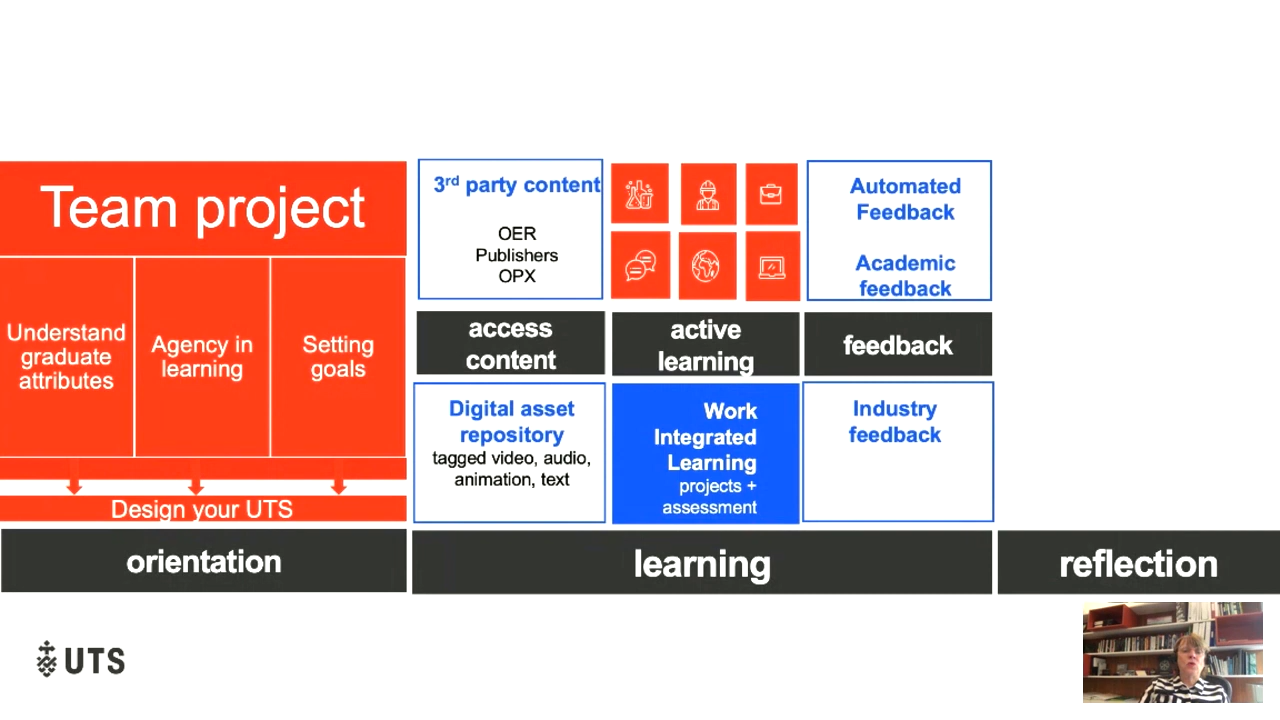 Team project
Understand
graduate
attributes
Agency in
learning
Setting
goals
Design your UTS
orientation
3rd party content
OER
Publishers
OPX
access
content
Digital asset
repository
tagged video, audio,
animation, text
active
learning
Work
Integrated
Learning
projects +
assessment
Automated
Feedback
Academic
feedback
feedback
Industry
feedback
learning
reflection
UTS